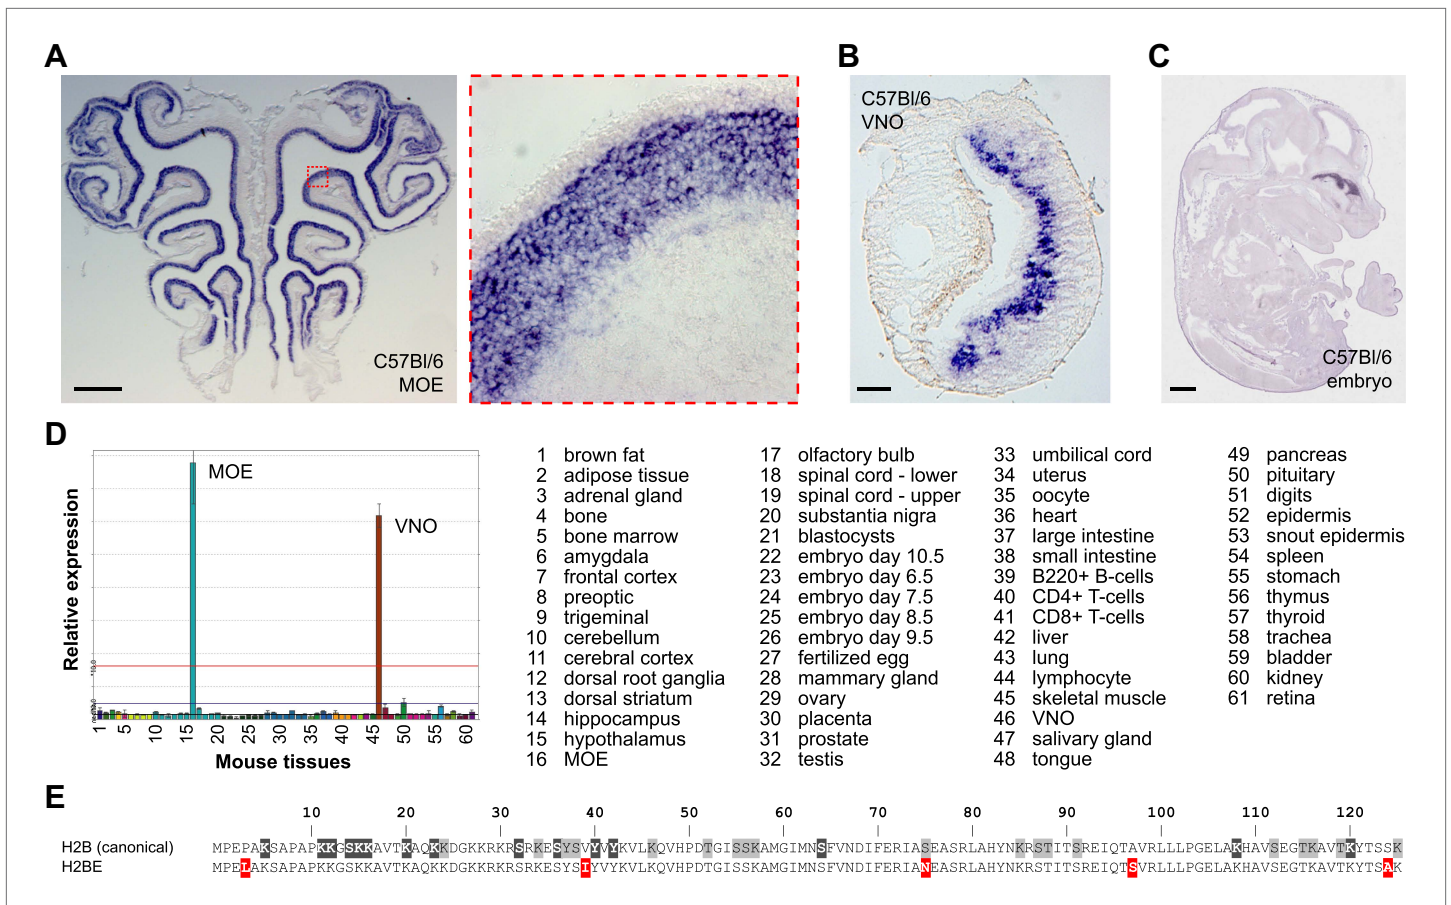 A
B
C
C57Bl/6
MOE
C57Bl/6
VNO
C57Bl/6
embryo
D
Relative expression
MOE
VNO
1 5 10 15 20 25 30 35 40 45 50 55 60
Mouse tissues
1 brown fat
2 adipose tissue
3 adrenal gland
4 bone
5 bone marrow
6 amygdala
7 frontal cortex
8 preoptic
9 trigeminal
10 cerebellum
11 cerebral cortex
12 dorsal root ganglia
13 dorsal striatum
14 hippocampus
15 hypothalamus
16 MOE
17 olfactory bulb
18 spinal cord - lower
19 spinal cord - upper
20 substantia nigra
21 blastocysts
22 embryo day 10.5
23 embryo day 6.5
24 embryo day 7.5
25 embryo day 8.5
26 embryo day 9.5
27 fertilized egg
28 mammary gland
29 ovary
30 placenta
31 prostate
32 testis
33 umbilical cord
34 uterus
35 oocyte
36 heart
37 large intestine
38 small intestine
39 B220+ B-cells
40 CD4+ T-cells
41 CD8+ T-cells
42 liver
43 lung
44 lymphocyte
45 skeletal muscle
46 VNO
47 salivary gland
48 tongue
49 pancreas
50 pituitary
51 digits
52 epidermis
53 snout epidermis
54 spleen
55 stomach
56 thymus
57 thyroid
58 trachea
59 bladder
60 kidney
61 retina
E
10 20 30 40 50 60 70 80 90 100 110 120
H2B (canonical) MPEPAKSAPAPKKGSKKAVTKAQKKDGKKRKRSRKESYSVYVYKVLKQVHPDTGISSKAMGIMNSFVNDIFERIASEASRLAHYNKRSTITSREIQTAVRLLLPGELAKHAVSEGTKAVTKYTSSK
H2BE MPELAKSAPAPKKGSKKAVTKAQKKDGKKRKRSRKESYSIYVYKVLKQVHPDTGISSKAMGIMNSFVNDIFERIANEASRLAHYNKRSTITSREIQTSVRLLLPGELAKHAVSEGTKAVTKYTSAK